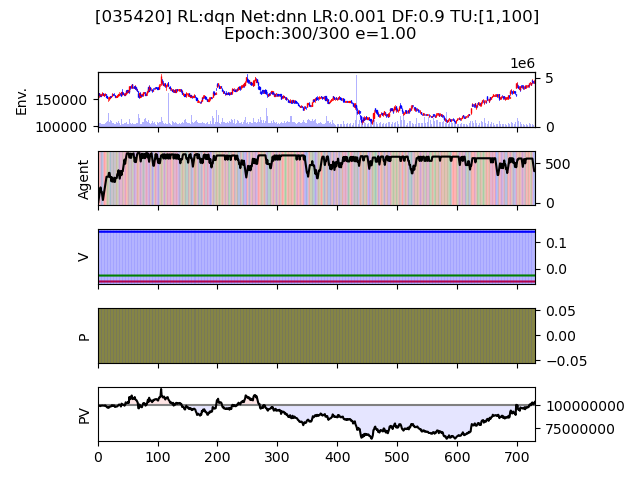 [035420] RL:dqn Net:dnn LR:0.001 DF:0.9 TU:[1,100]
Epoch:300/300 e=1.00
1e6
Env.
150000
100000
5
0
Agent
500
0
V
0.1
0.0
P
0.05
0.00
−0.05
PV
100000000
75000000
0 100 200 300 400 500 600 700